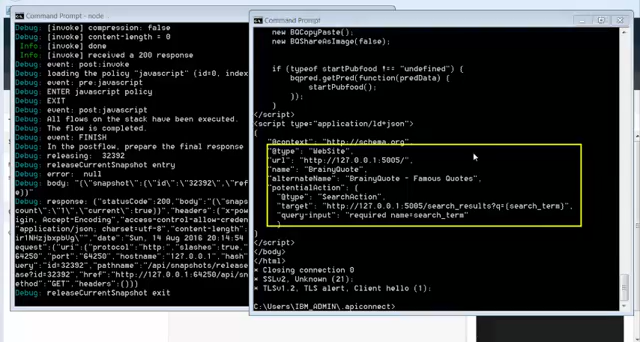 Command Prompt - node
Debug: [invoke] compression: false
Debug: [invoke] content-length = 0
Info: [invoke] done
Info: [invoke] received a 200 response
Debug: event: post:invoke
Debug: loading the policy "javascript" (id=0, index
Debug: event: pre:javascript
Debug: ENTER javascript policy
Debug: EXIT
Debug: event: post:javascript
Debug: All flows on the stack have been executed.
Debug: The flow is completed.
Debug: event: FINISH
Debug: In the postflow, prepare the final response
Debug: releasing: 32392
Debug: releaseCurrentSnapshot entry
Debug: error: null
Debug: body: "{\"snapshot\":{\"id\":\"32392\",\"ref
Debug: response: {"statusCode":200,"body":"{\"snapsh
count\":\"1\",\"current\":true}}","headers":{"x-pow
in, Accept-Encoding","access-control-allow-credent
"application/json; charset=utf-8","content-length":
","date":"Sun, 14 Aug 2016 20:14:54
"request":{"uri":{"protocol":"http:","slashes":true,"
64250","port":"64250","hostname":"127.0.0.1","hash"
query":"id=32392","pathname":"/api/snapshots/releas
ase?id=32392","href":"http://127.0.0.1:64250/api/sn
method":"GET","headers":{}}}
Debug: releaseCurrentSnapshot exit
Command Prompt
new BQCopyPaste();
new BQShareAsImage(false);
if (typeof startPubfood !== "undefined") {
bqpred.getPred(function(predData) {
startPubfood();
});
}
</script>
<script type="application/ld+json">
{
"@context": "http://schema.org",
"@type": "WebSite",
"url": "http://127.0.0.1:5005/",
"name": "BrainyQuote",
"alternateName": "BrainyQuote - Famous Quotes",
"potentialAction": {
"@type": "SearchAction",
"target": "http://127.0.0.1:5005/search_results?q={search_term}",
"query-input": "required name=search_term"
}
}
</script>
</body>
</html>
* Closing connection 0
* SSLv2, Unknown (21):
* TLSv1.2, TLS alert, Client hello (1):
C:\Users\IBM_ADMIN\.apiconnect>